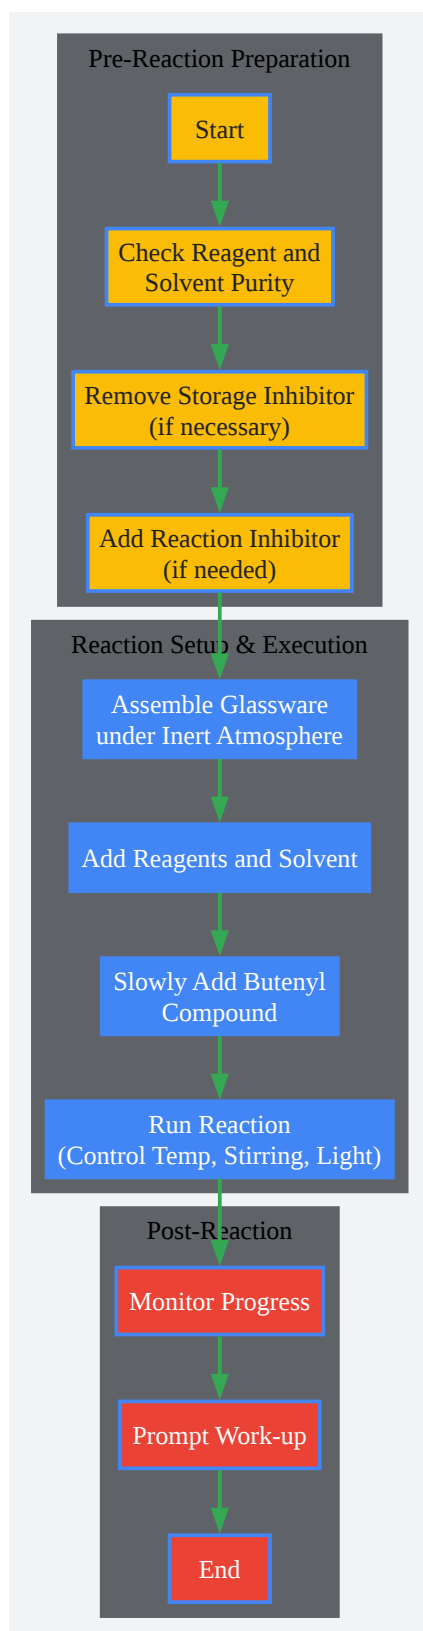 Pre-Reaction Preparation
Start
Check Reagent and
Solvent Purity
Remove Storage Inhibitor
(if necessary)
Add Reaction Inhibitor
(if needed)
Reaction Setup & Execution
Assemble Glassware
under Inert Atmosphere
Add Reagents and Solvent
Slowly Add Butenyl
Compound
Run Reaction
(Control Temp, Stirring, Light)
Post-Reaction
Monitor Progress
Prompt Work-up
End